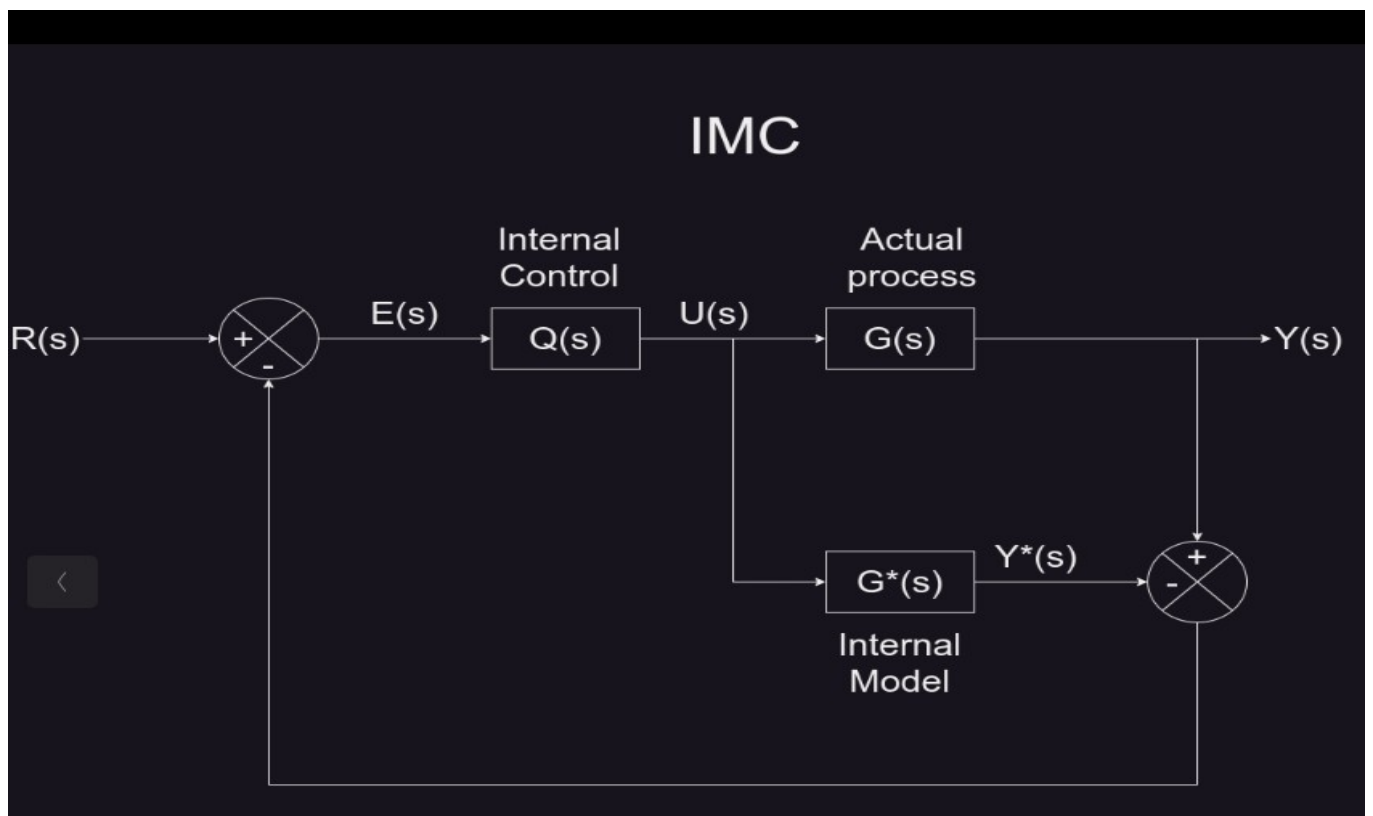 IMC
Internal
Control
Actual
process
R(s)
+
-
E(s)
Q(s)
U(s)
G(s)
Y(s)
G*(s)
Y*(s)
+
-
Internal
Model